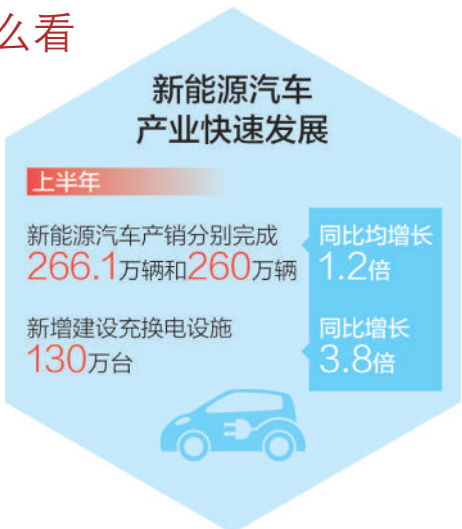 么看
新能源汽车
产业快速发展
上半年
新能源汽车产销分别完成
266.1万辆和260万辆
同比均增长
1.2倍
新增建设充换电设施
130万台
同比增长
3.8倍